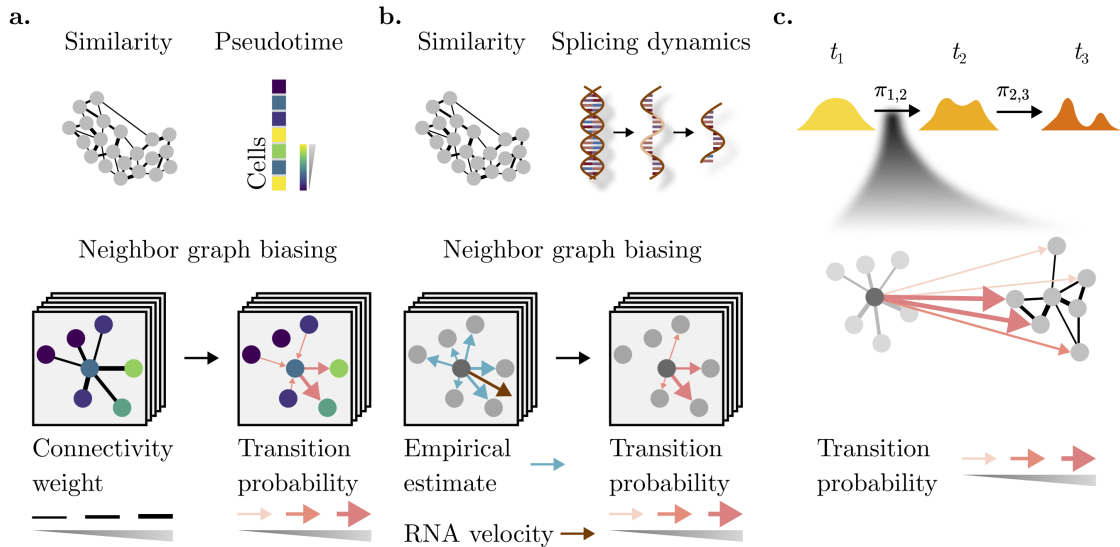 a.
Similarity
Pseudotime
Cells
Neighbor graph biasing
Connectivity
weight
Transition
probability
b.
Similarity
Splicing dynamics
Neighbor graph biasing
Empirical
estimate
RNA velocity
Transition
probability
c.
t1
t2
t3
π1,2
π2,3
Transition
probability